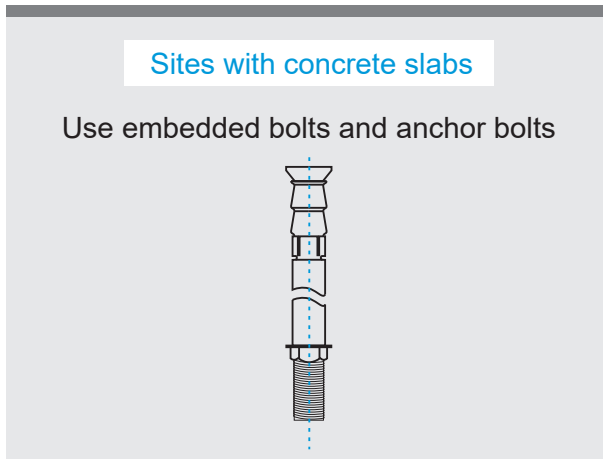 Sites with concrete slabs
Use embedded bolts and anchor bolts